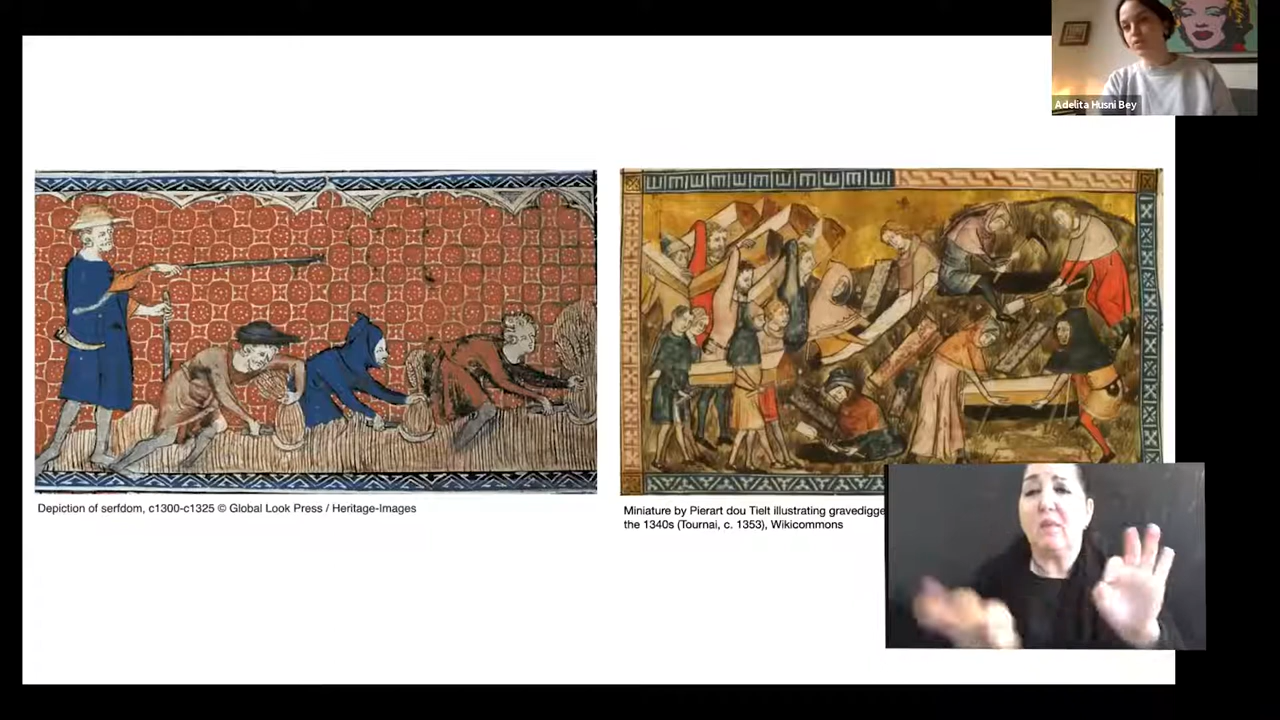 Adelita Husni Bey
Depiction of serfdom, c1300-c1325 © Global Look Press / Heritage-Images
Miniature by Pierart dou Tielt illustrating
the 1340s (Tournai, c. 1353), Wikicommons